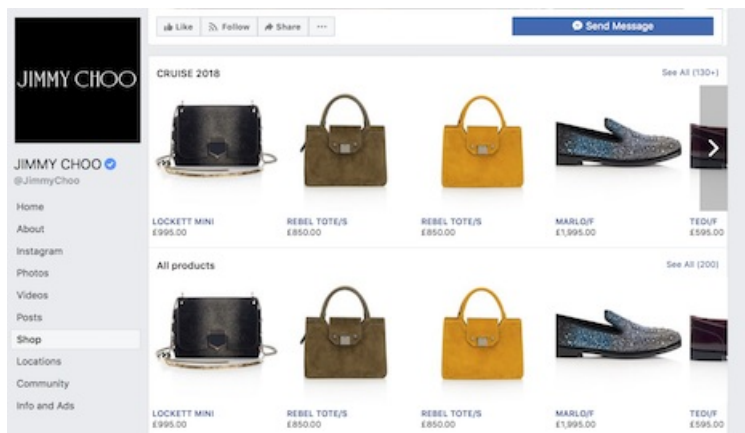 Like Follow Share ...
Send Message
JIMMY CHOO
JIMMY CHOO
@JimmyChoo
Home
About
Instagram
Photos
Videos
Posts
Shop
Locations
Community
Info and Ads
CRUISE 2018 See All (130+)
LOCKETT MINI REBEL TOTE/S REBEL TOTE/S MARLO/F TEDI/F
£995.00 £850.00 £850.00 £1,995.00 £595.00
All products See All (200)
LOCKETT MINI REBEL TOTE/S REBEL TOTE/S MARLO/F TEDI/F
£995.00 £850.00 £850.00 £1,995.00 £595.00